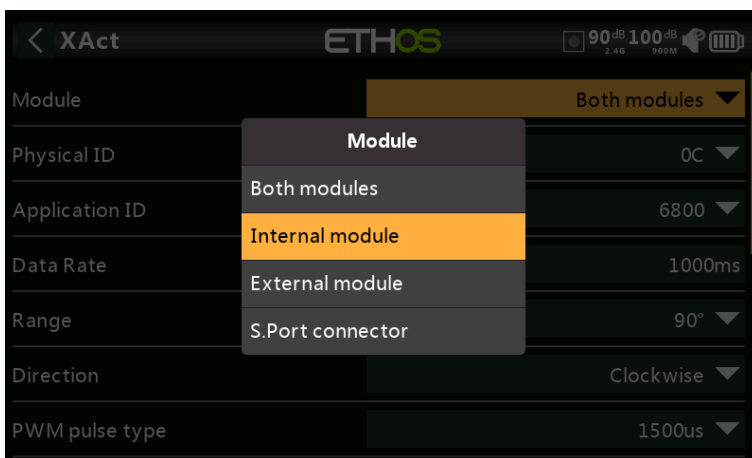 XAct ETHOS 90dB 2.4G 100dB 900M
Module Both modules
Module
Physical ID 0C
Both modules
Application ID 6800
Internal module
Data Rate 1000ms
External module
Range 90°
S.Port connector
Direction Clockwise
PWM pulse type 1500us